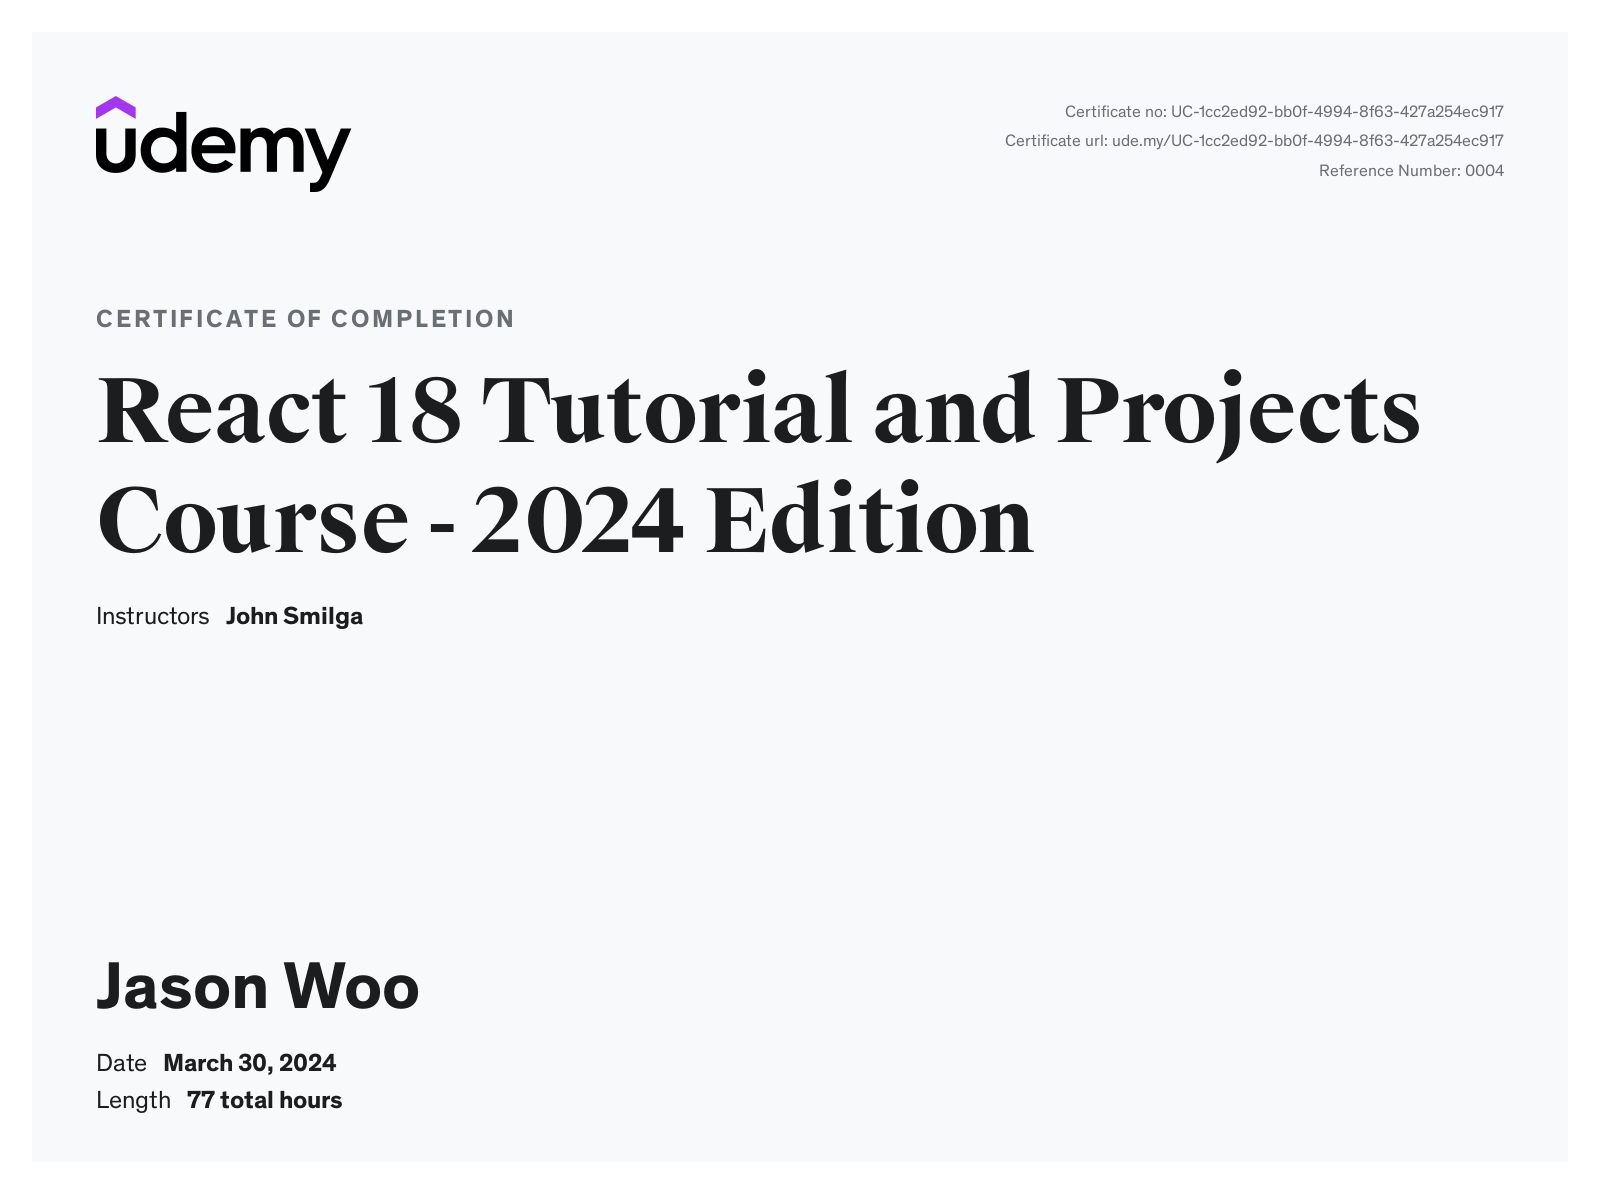 udemy
Certificate no: UC-1cc2ed92-bb0f-4994-8f63-427a254ec917
Certificate url: ude.my/UC-1cc2ed92-bb0f-4994-8f63-427a254ec917
Reference Number: 0004
CERTIFICATE OF COMPLETION
React 18 Tutorial and Projects
Course - 2024 Edition
Instructors John Smilga
Jason Woo
Date March 30, 2024
Length 77 total hours